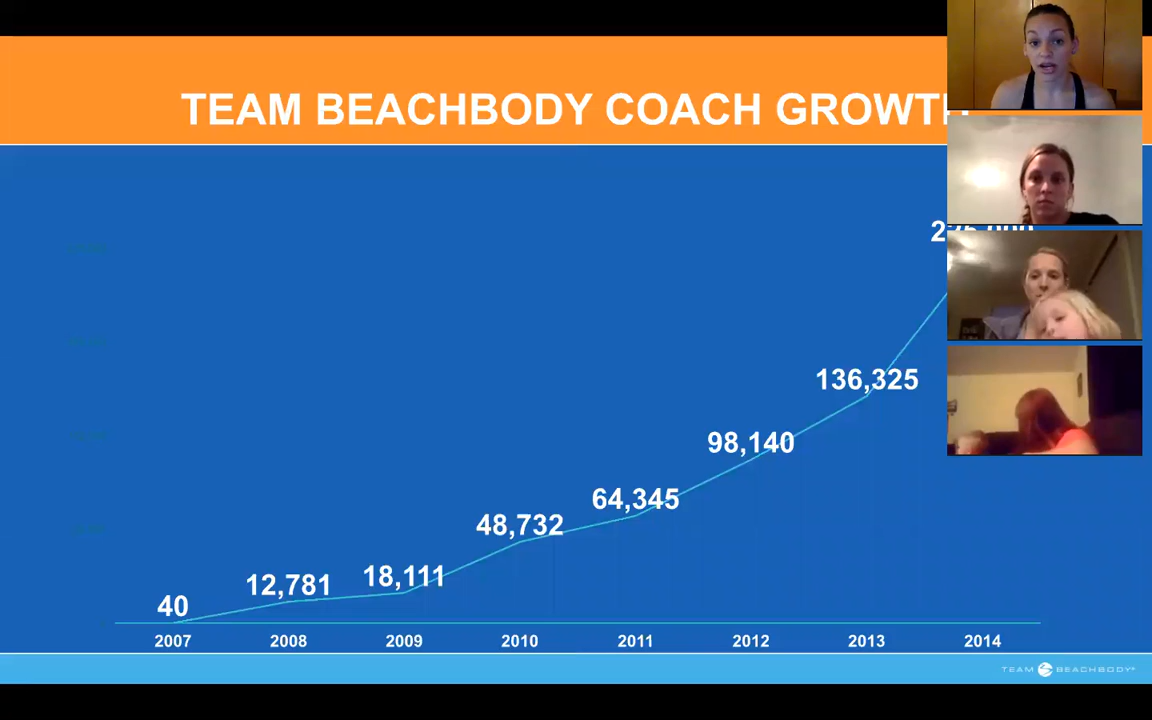 TEAM BEACHBODY COACH GROWTH
136,325
98,140
64,345
48,732
18,111
12,781
40
2007 2008 2009 2010 2011 2012 2013 2014
TEAM BEACHBODY